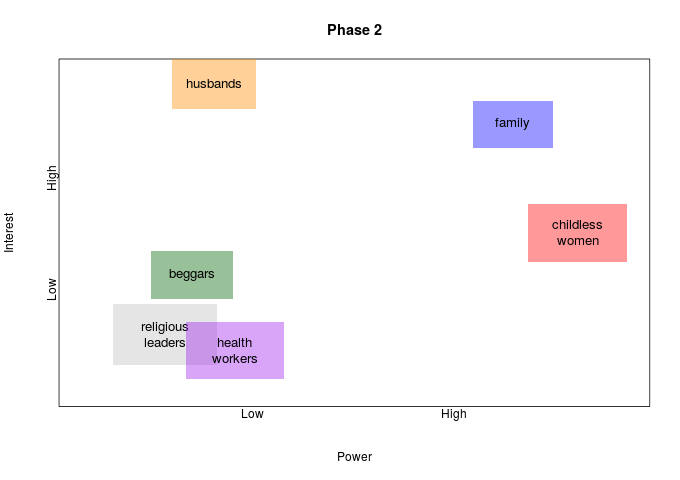 Phase 2
husbands
family
childless
women
beggars
religious
leaders
health
workers
Interest
High
Low
Low
High
Power